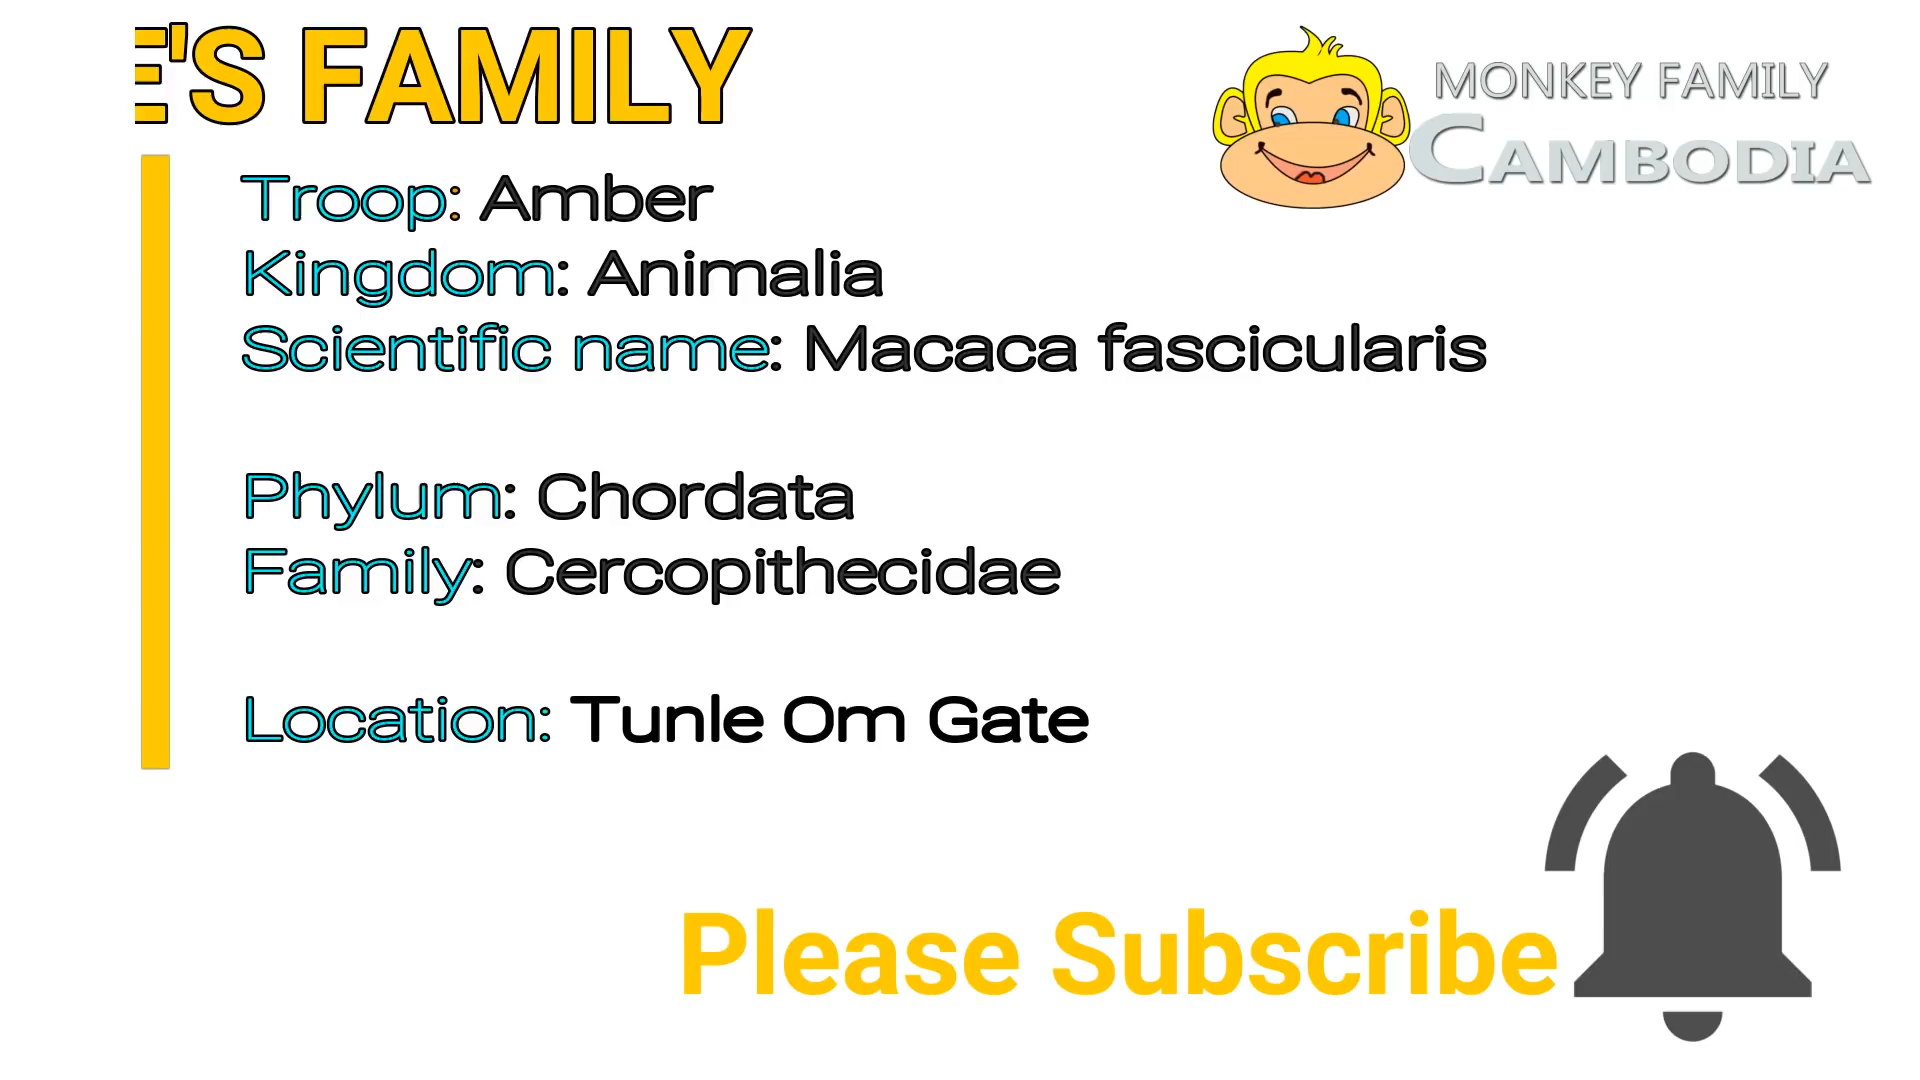 E'S FAMILY
MONKEY FAMILY
CAMBODIA
Troop: Amber
Kingdom: Animalia
Scientific name: Macaca fascicularis
Phylum: Chordata
Family: Cercopithecidae
Location: Tunle Om Gate
Please Subscribe